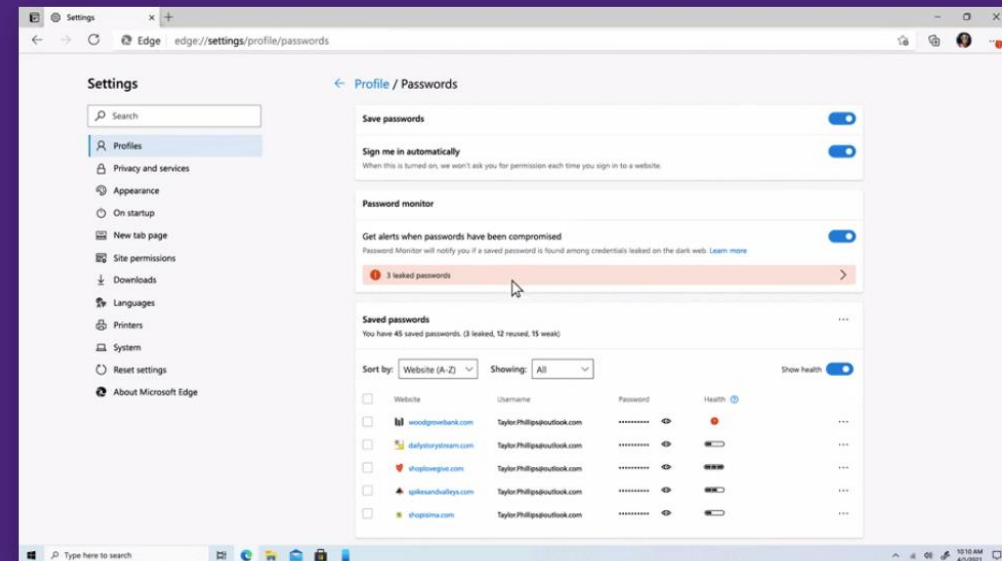 Settings
Edge edge://settings/profile/passwords
Settings
Search
Profiles
Privacy and services
Appearance
On startup
New tab page
Site permissions
Downloads
Languages
Printers
System
Reset settings
About Microsoft Edge
Profile / Passwords
Save passwords
Sign me in automatically
When this is turned on, we won't ask you for permission each time you sign in to a website.
Password monitor
Get alerts when passwords have been compromised
Password Monitor will notify you if a saved password is found among credentials leaked on the dark web. Learn more
3 leaked passwords
Saved passwords
You have 45 saved passwords. (3 leaked, 12 reused, 15 weak)
Sort by: Website (A-Z) Showing: All Show health
Website Username Password Health
woodgrovebank.com Taylor.Phillips@outlook.com
dailystorystream.com Taylor.Phillips@outlook.com
shoplovegive.com Taylor.Phillips@outlook.com
spikesandvalleys.com Taylor.Phillips@outlook.com
shopisima.com Taylor.Phillips@outlook.com
Type here to search
10:10 AM
4/1/2021